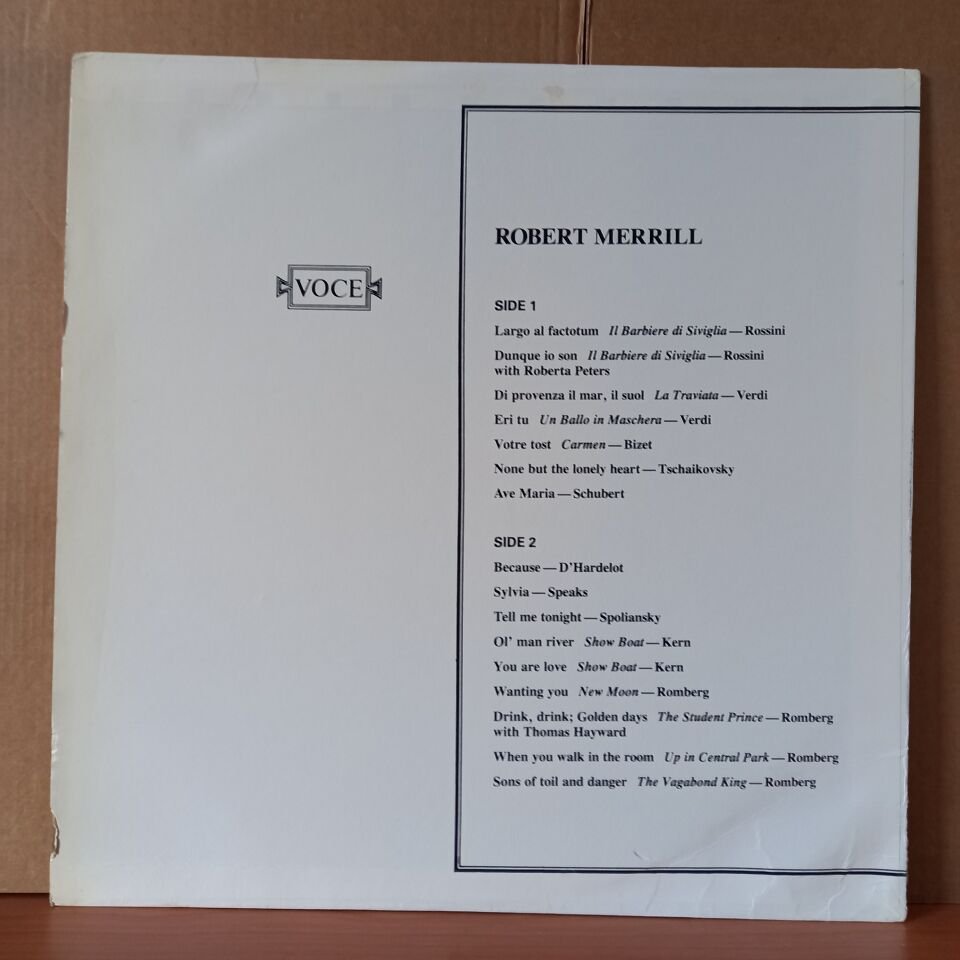 VOCE
ROBERT MERRILL
SIDE 1
Largo al factotum Il Barbiere di Siviglia — Rossini
Dunque io son Il Barbiere di Siviglia — Rossini
with Roberta Peters
Di provenza il mar, il suol La Traviata — Verdi
Eri tu Un Ballo in Maschera — Verdi
Votre tost Carmen — Bizet
None but the lonely heart — Tschaikovsky
Ave Maria — Schubert
SIDE 2
Because — D'Hardelot
Sylvia — Speaks
Tell me tonight — Spoliansky
Ol' man river Show Boat — Kern
You are love Show Boat — Kern
Wanting you New Moon — Romberg
Drink, drink; Golden days The Student Prince — Romberg
with Thomas Hayward
When you walk in the room Up in Central Park — Romberg
Sons of toil and danger The Vagabond King — Romberg